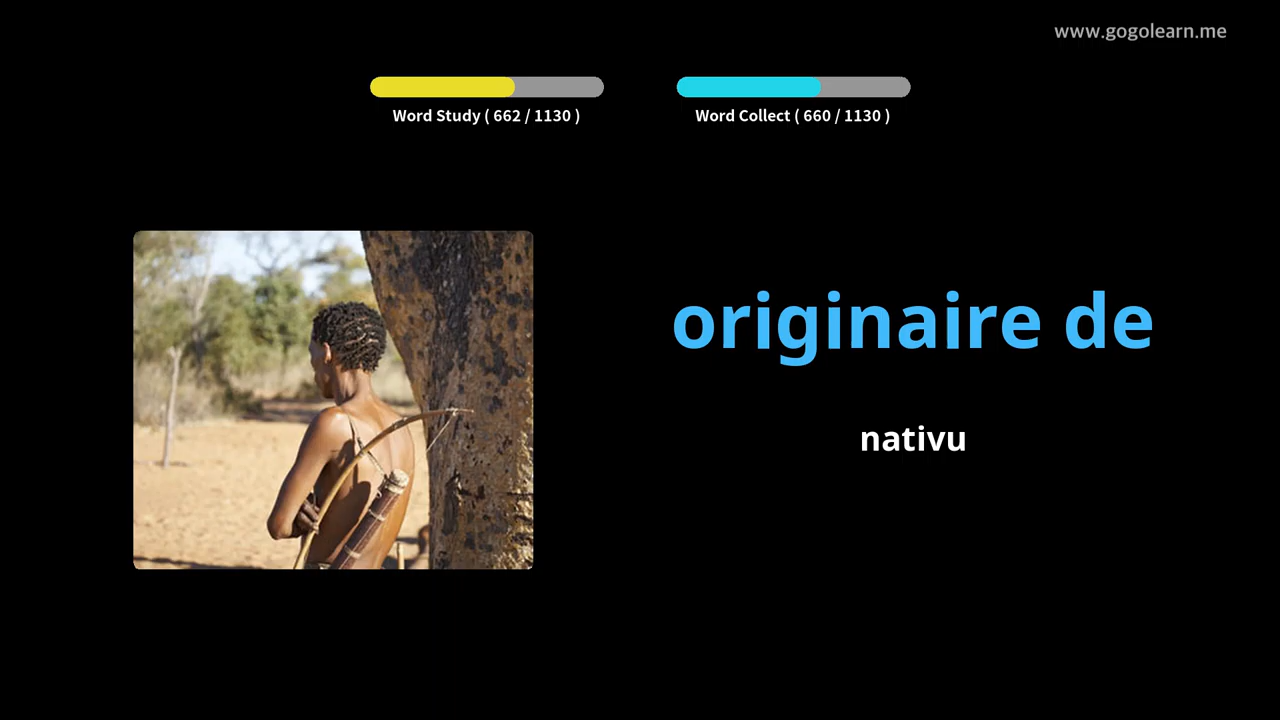 www.gogolearn.me
Word Study ( 662 / 1130 )
Word Collect ( 660 / 1130 )
originaire de
nativu